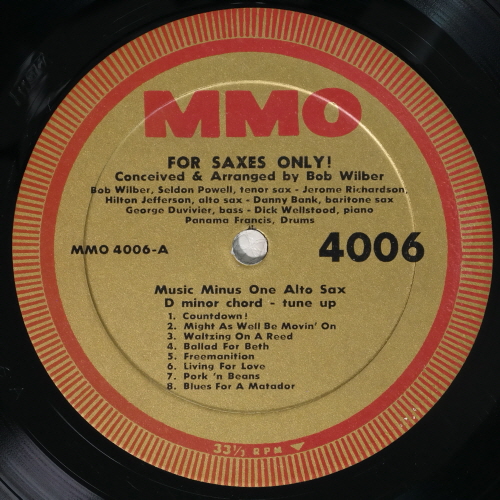 MMO
FOR SAXES ONLY!
Conceived & Arranged by Bob Wilber
Bob Wilber, Seldon Powell, tenor sax - Jerome Richardson,
Hilton Jefferson, alto sax - Danny Bank, baritone sax
George Duvivier, bass - Dick Wellstood, piano
Panama Francis, Drums
MMO 4006-A
4006
Music Minus One Alto Sax
D minor chord - tune up
1. Countdown!
2. Might As Well Be Movin' On
3. Waltzing On A Reed
4. Ballad For Beth
5. Freemanition
6. Living For Love
7. Pork 'n Beans
8. Blues For A Matador
33⅓ RPM